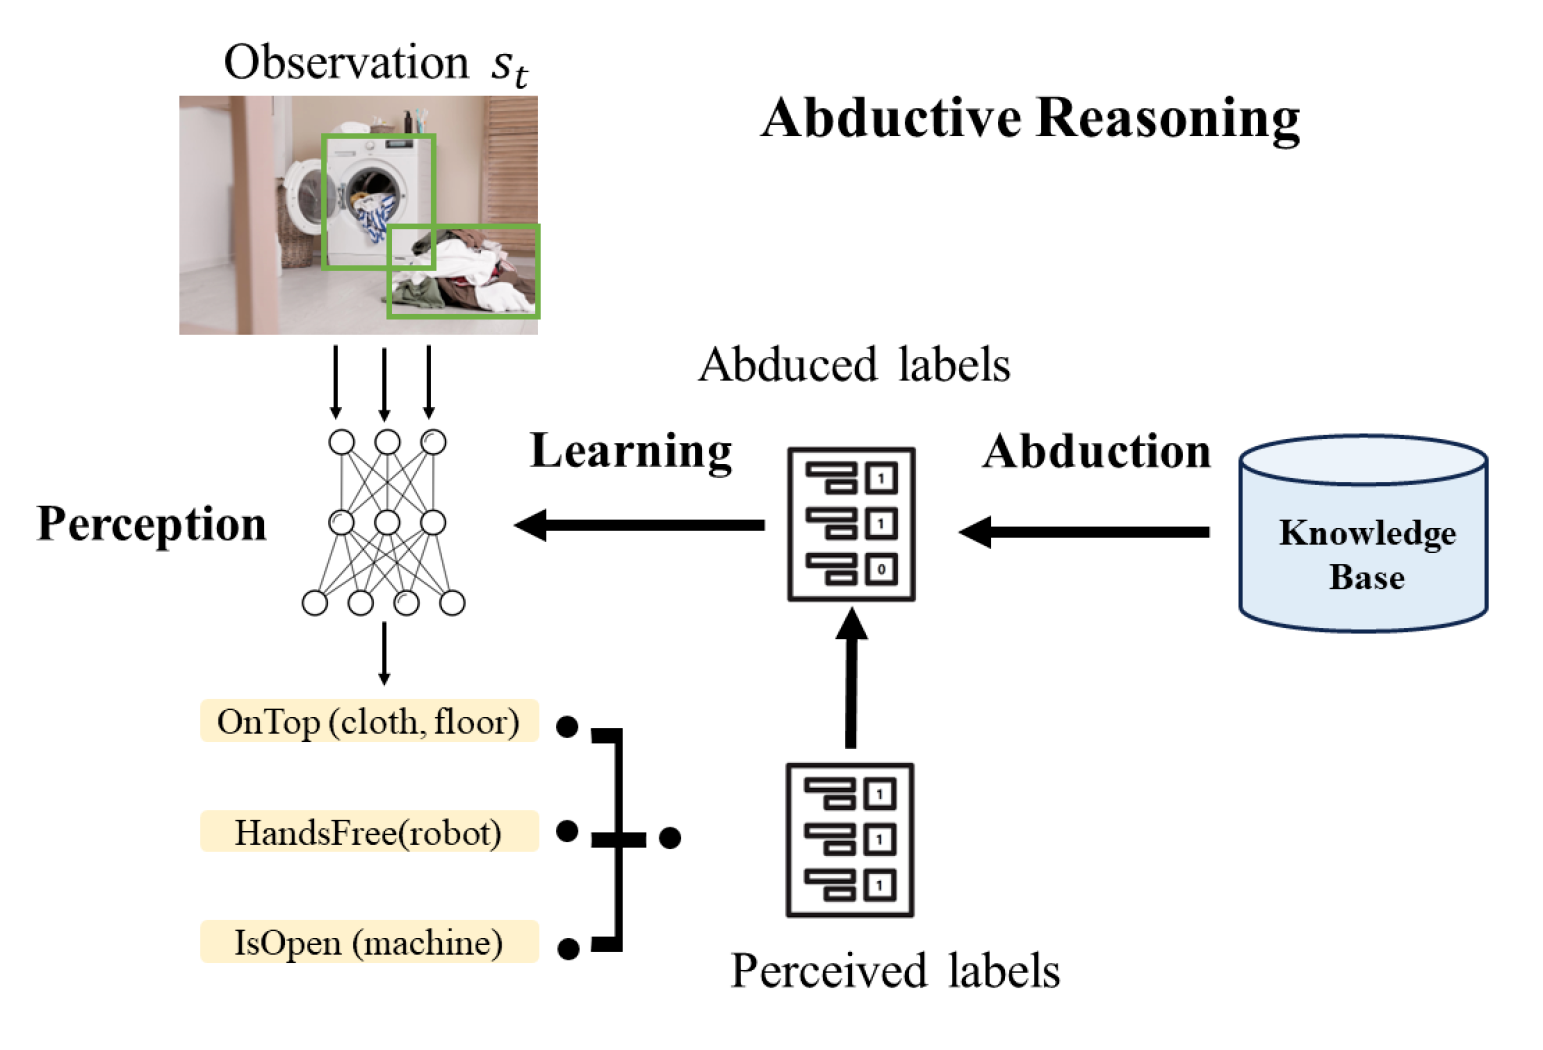 Observation s_t
Abductive Reasoning
Abduced labels
Learning
Abduction
Perception
1
1
0
Knowledge
Base
OnTop (cloth, floor)
HandsFree(robot)
IsOpen (machine)
1
1
1
Perceived labels